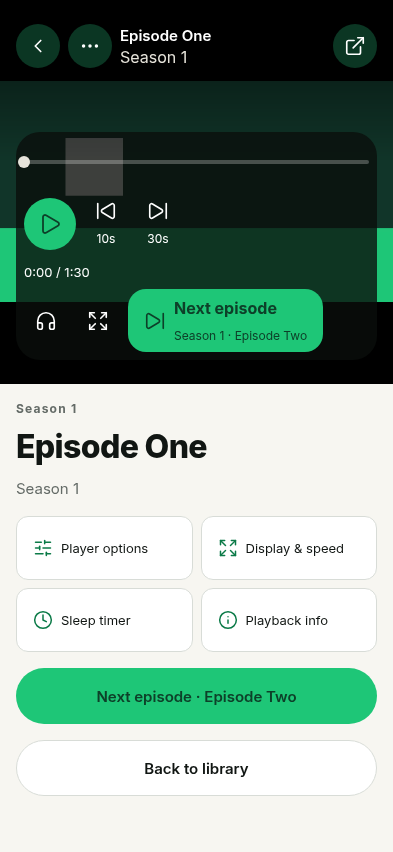 Episode One
Season 1
10s
30s
0:00 / 1:30
Next episode
Season 1 · Episode Two
Season 1
Episode One
Season 1
Player options
Display & speed
Sleep timer
Playback info
Next episode · Episode Two
Back to library